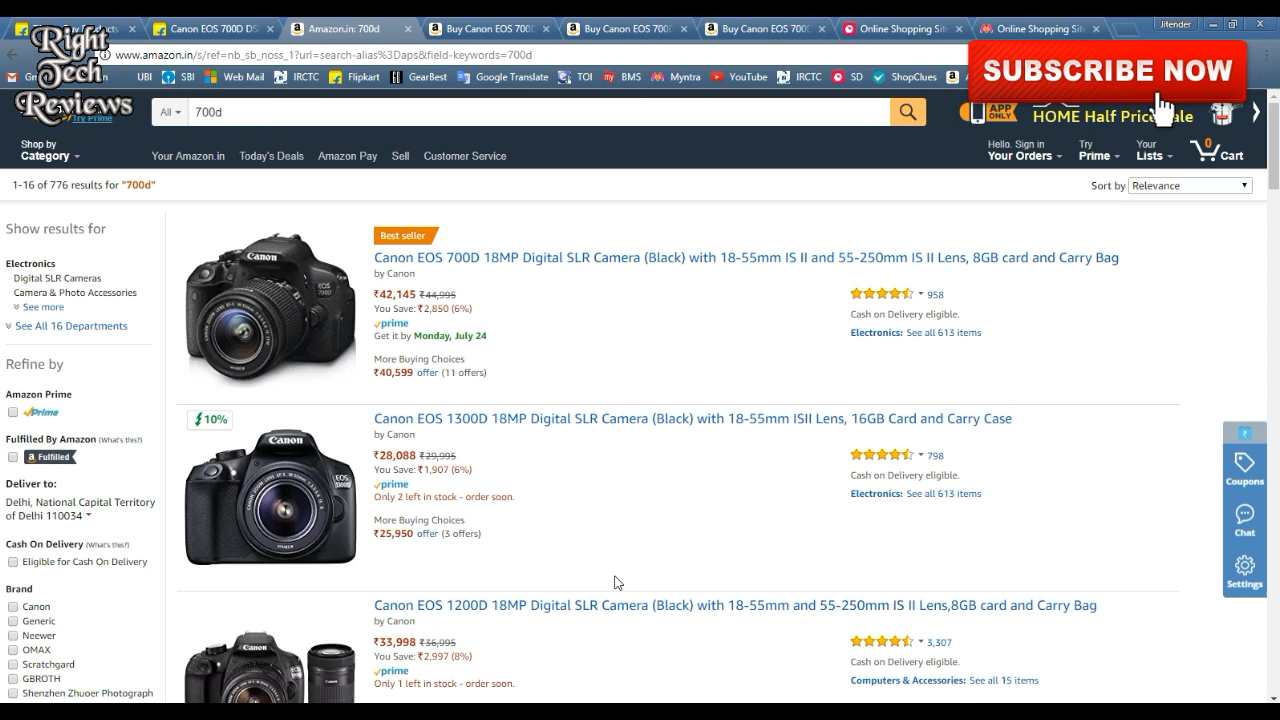 Right
Tech
Reviews
Canon EOS 700D DS
Amazon.in: 700d
Buy Canon EOS 700D
Buy Canon EOS 700D
Buy Canon EOS 700D
Online Shopping Site
Online Shopping Site
Jitender
www.amazon.in/s/ref=nb_sb_noss_1?url=search-alias%3Daps&field-keywords=700d
UBI
SBI
Web Mail
IRCTC
Flipkart
GearBest
Google Translate
TOI
BMS
Myntra
YouTube
IRCTC
SD
ShopClues
SUBSCRIBE NOW
Try Prime
All
700d
APP ONLY
HOME Half Price Sale
Shop by
Category
Your Amazon.in
Today's Deals
Amazon Pay
Sell
Customer Service
Hello. Sign in
Your Orders
Try
Prime
Your
Lists
0
Cart
1-16 of 776 results for "700d"
Sort by
Relevance
Show results for
Electronics
Digital SLR Cameras
Camera & Photo Accessories
See more
See All 16 Departments
Refine by
Amazon Prime
Prime
Fulfilled By Amazon (What's this?)
a Fulfilled
Deliver to:
Delhi, National Capital Territory
of Delhi 110034
Cash On Delivery (What's this?)
Eligible for Cash On Delivery
Brand
Canon
Generic
Neewer
OMAX
Scratchgard
GBROTH
Shenzhen Zhuoer Photograph
Best seller
Canon EOS 700D 18MP Digital SLR Camera (Black) with 18-55mm IS II and 55-250mm IS II Lens, 8GB card and Carry Bag
by Canon
₹42,145 ₹44,995
You Save: ₹2,850 (6%)
prime
Get it by Monday, July 24
More Buying Choices
₹40,599 offer (11 offers)
958
Cash on Delivery eligible.
Electronics: See all 613 items
Canon
EOS
700D
10%
Canon EOS 1300D 18MP Digital SLR Camera (Black) with 18-55mm ISII Lens, 16GB Card and Carry Case
by Canon
₹28,088 ₹29,995
You Save: ₹1,907 (6%)
prime
Only 2 left in stock - order soon.
More Buying Choices
₹25,950 offer (3 offers)
798
Cash on Delivery eligible.
Electronics: See all 613 items
Canon
EOS
1300D
Canon EOS 1200D 18MP Digital SLR Camera (Black) with 18-55mm and 55-250mm IS II Lens,8GB card and Carry Bag
by Canon
₹33,998 ₹36,995
You Save: ₹2,997 (8%)
prime
Only 1 left in stock - order soon.
3,307
Cash on Delivery eligible.
Computers & Accessories: See all 15 items
Canon
Coupons
Chat
Settings